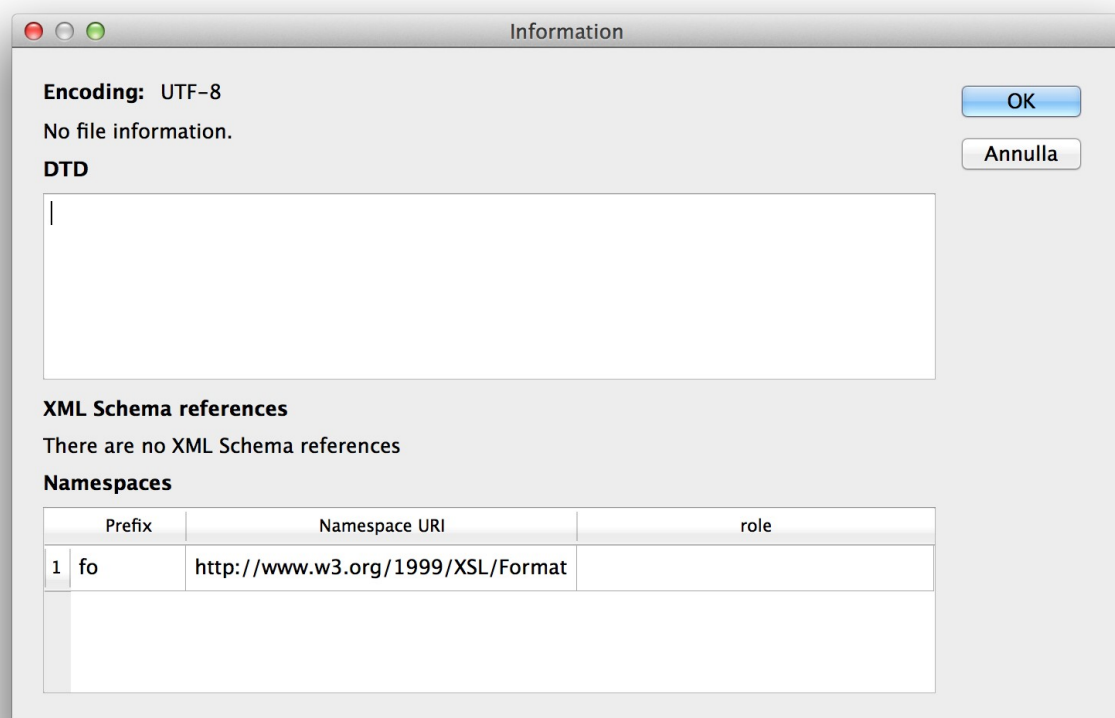 Information
Encoding: UTF-8
OK
No file information.
Annulla
DTD
XML Schema references
There are no XML Schema references
Namespaces
Prefix Namespace URI role
1 fo http://www.w3.org/1999/XSL/Format